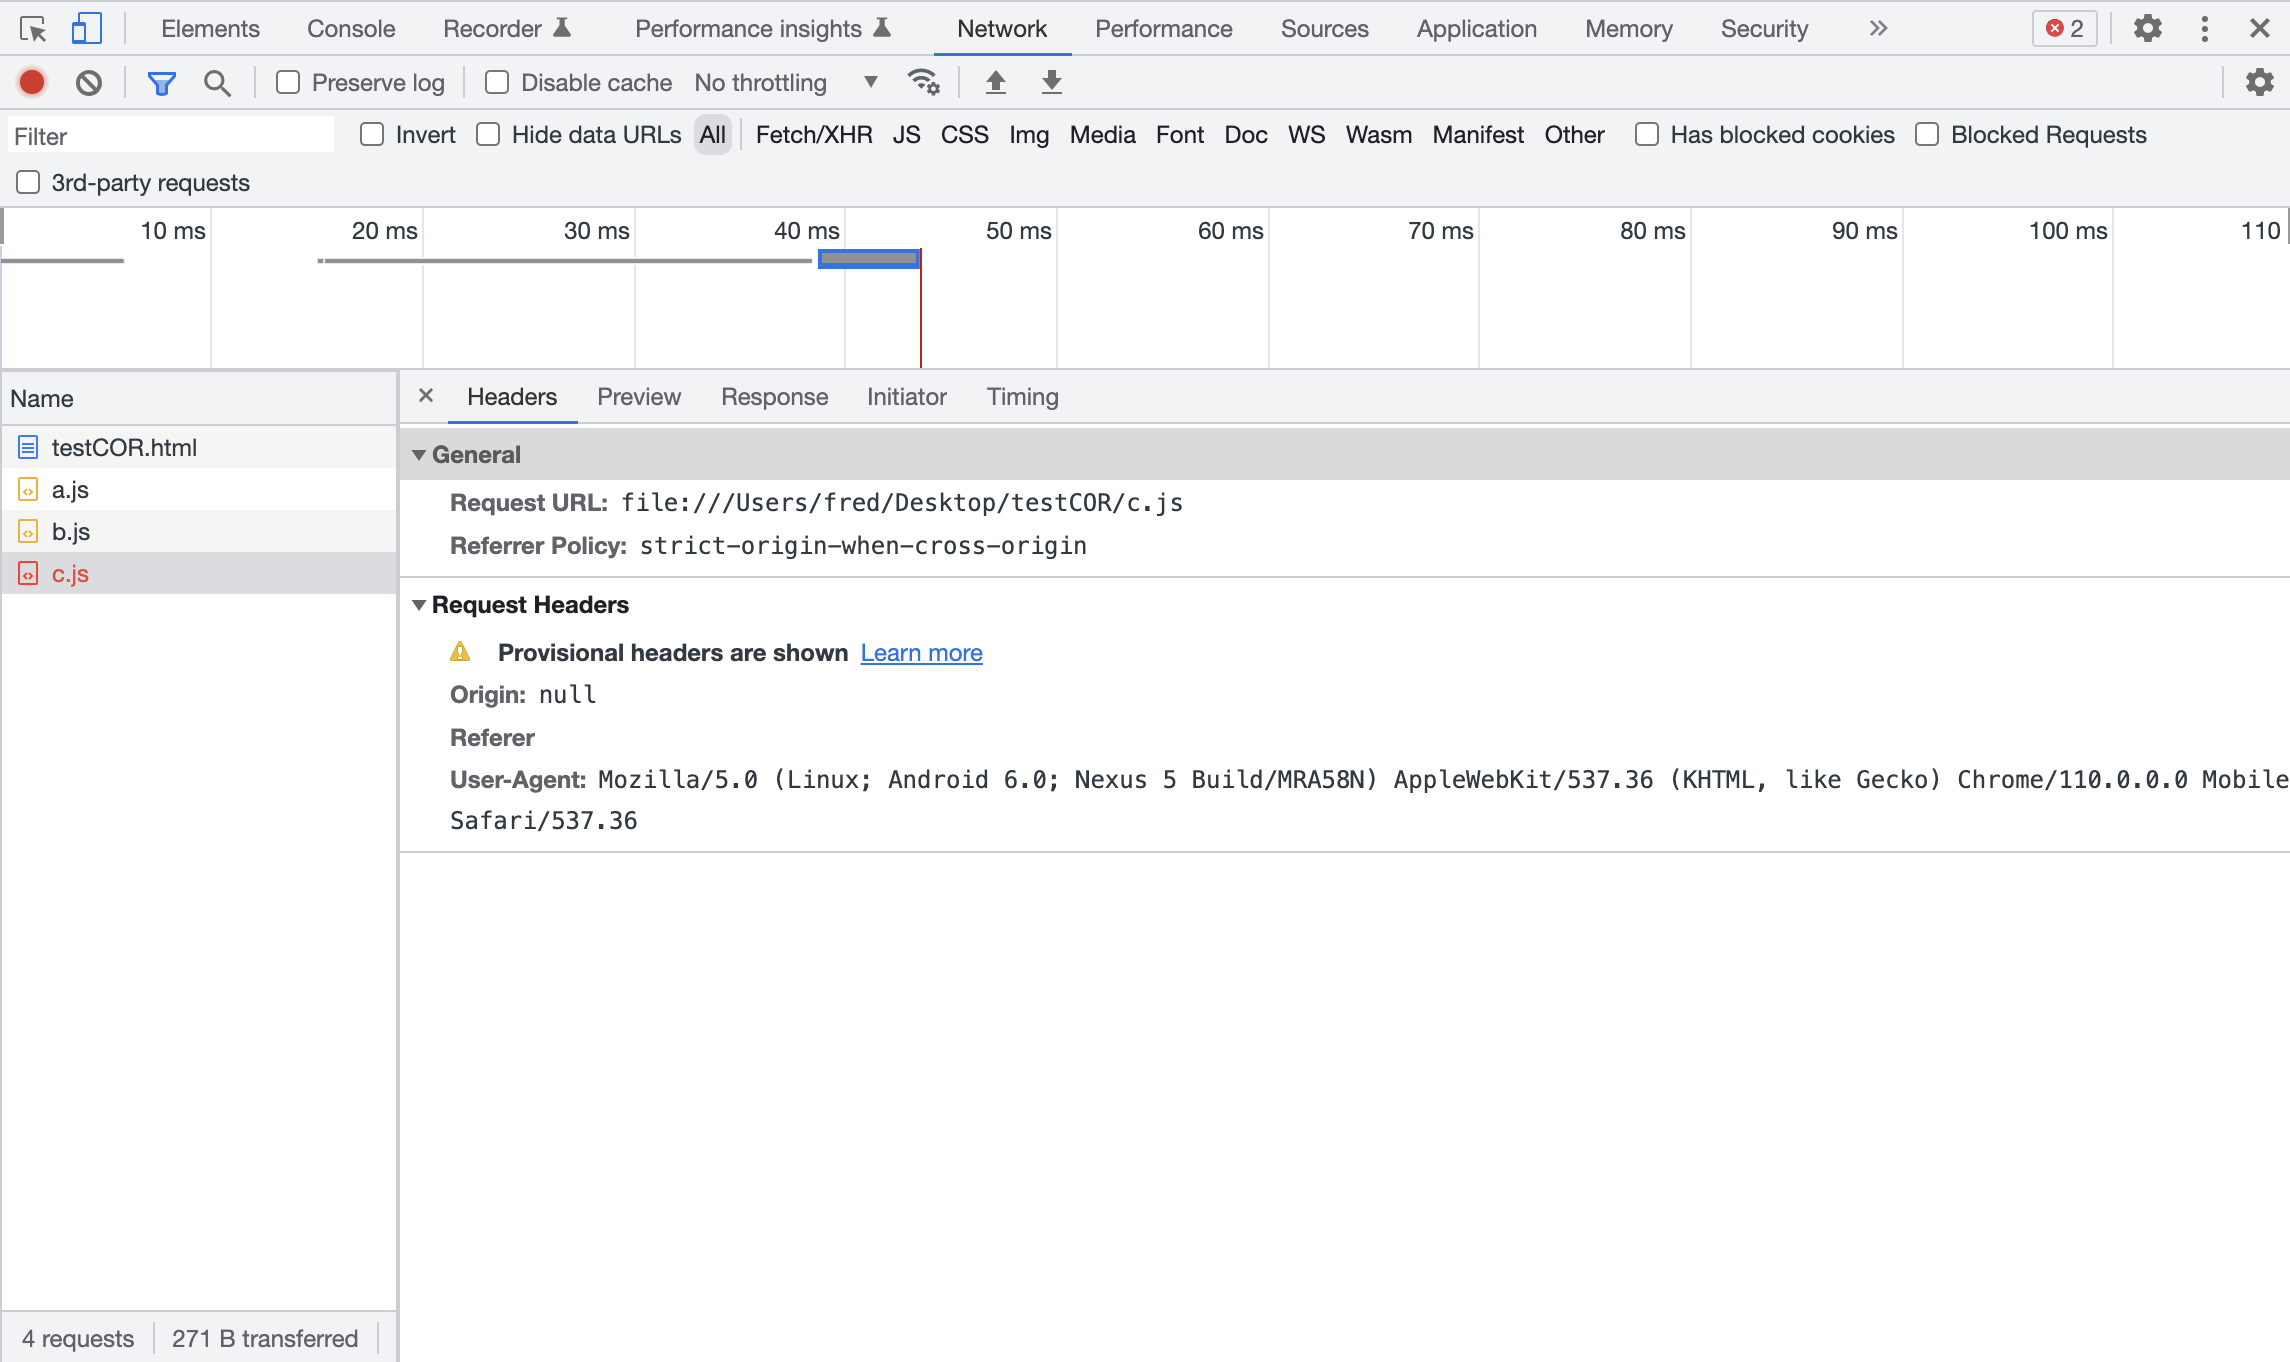 Elements Console Recorder Performance insights Network Performance Sources Application Memory Security 2
Preserve log Disable cache No throttling
Filter Invert Hide data URLs All Fetch/XHR JS CSS Img Media Font Doc WS Wasm Manifest Other Has blocked cookies Blocked Requests
3rd-party requests
10 ms 20 ms 30 ms 40 ms 50 ms 60 ms 70 ms 80 ms 90 ms 100 ms 110
Name
testCOR.html
a.js
b.js
c.js
4 requests 271 B transferred
Headers Preview Response Initiator Timing
General
Request URL: file:///Users/fred/Desktop/testCOR/c.js
Referrer Policy: strict-origin-when-cross-origin
Request Headers
Provisional headers are shown Learn more
Origin: null
Referer
User-Agent: Mozilla/5.0 (Linux; Android 6.0; Nexus 5 Build/MRA58N) AppleWebKit/537.36 (KHTML, like Gecko) Chrome/110.0.0.0 Mobile
Safari/537.36